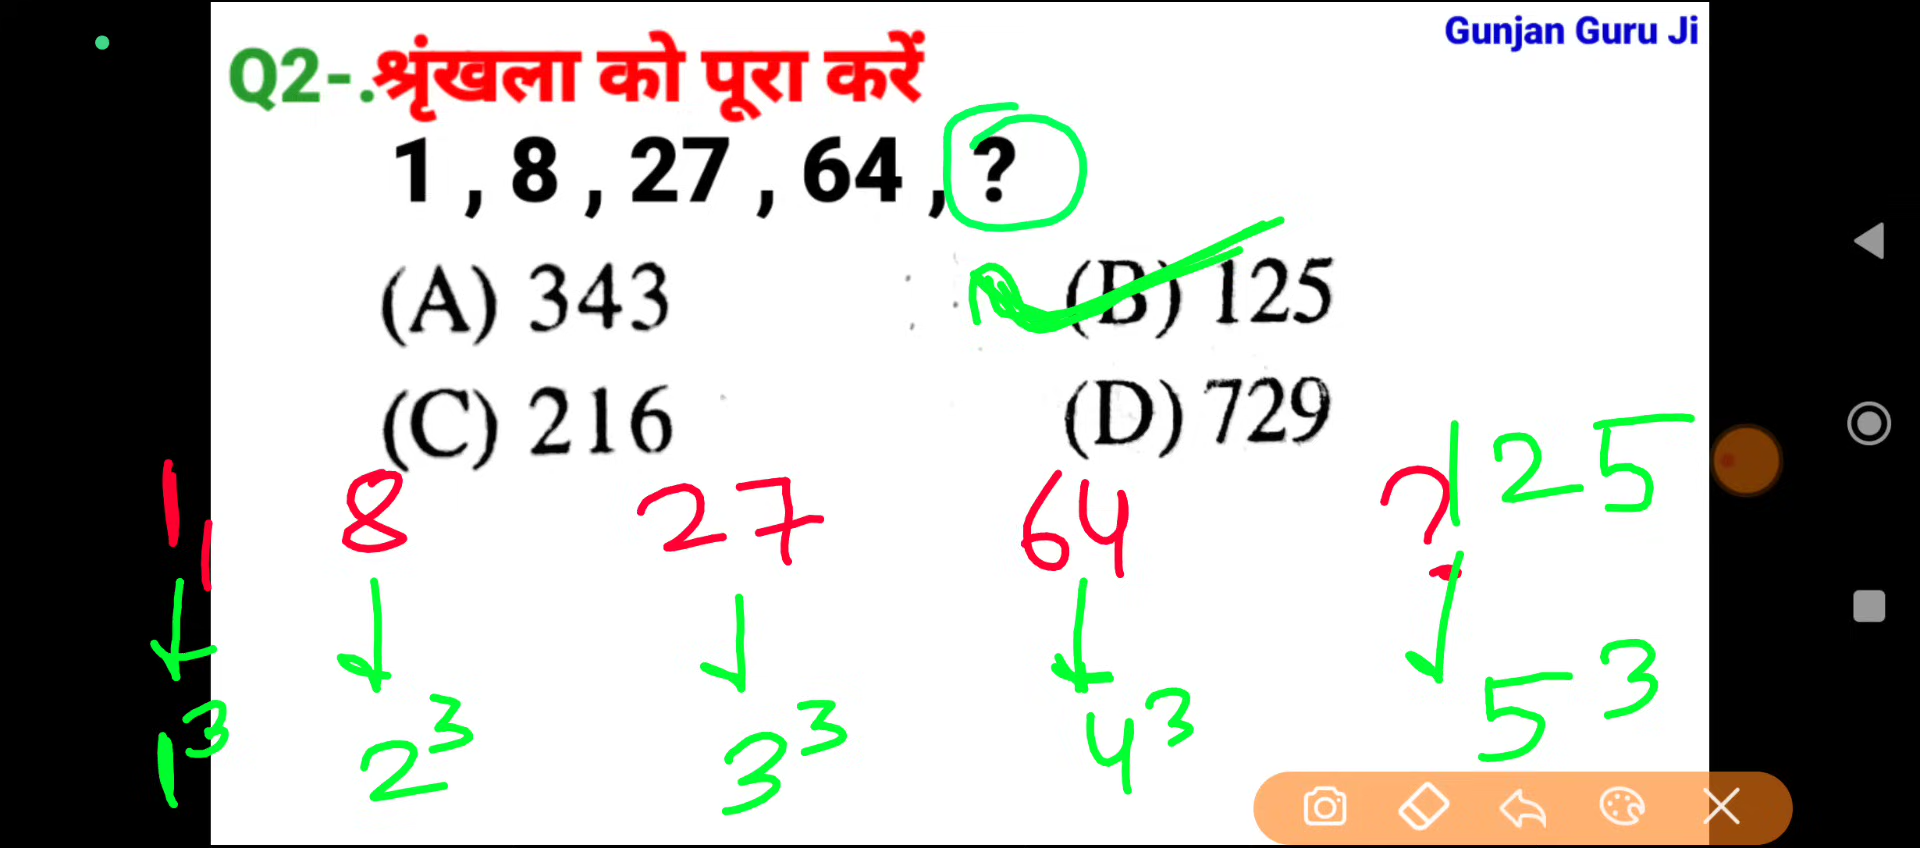 Gunjan Guru Ji
Q2-.श्रृंखला को पूरा करें
1 , 8 , 27 , 64 , ?
(A) 343 (B) 125
(C) 216 (D) 729
1, 8 27 64 ? 125
1³ 2³ 3³ 4³ 5³